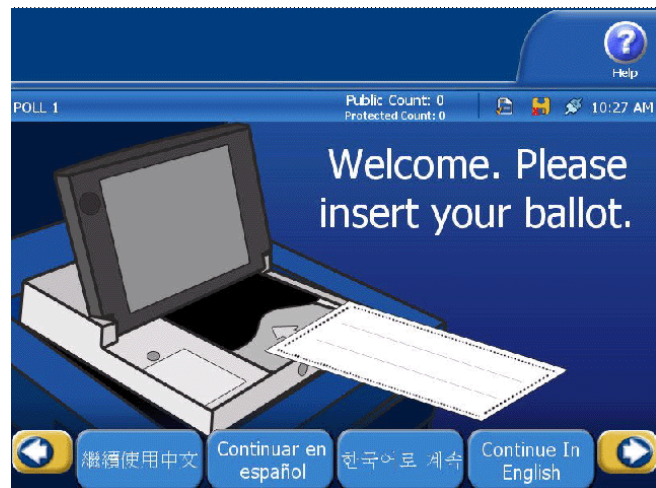 Help
POLL 1
Public Count: 0
Protected Count: 0
10:27 AM
Welcome. Please
insert your ballot.
繼續使用中文
Continuar en
español
한국어로 계속
Continue In
English